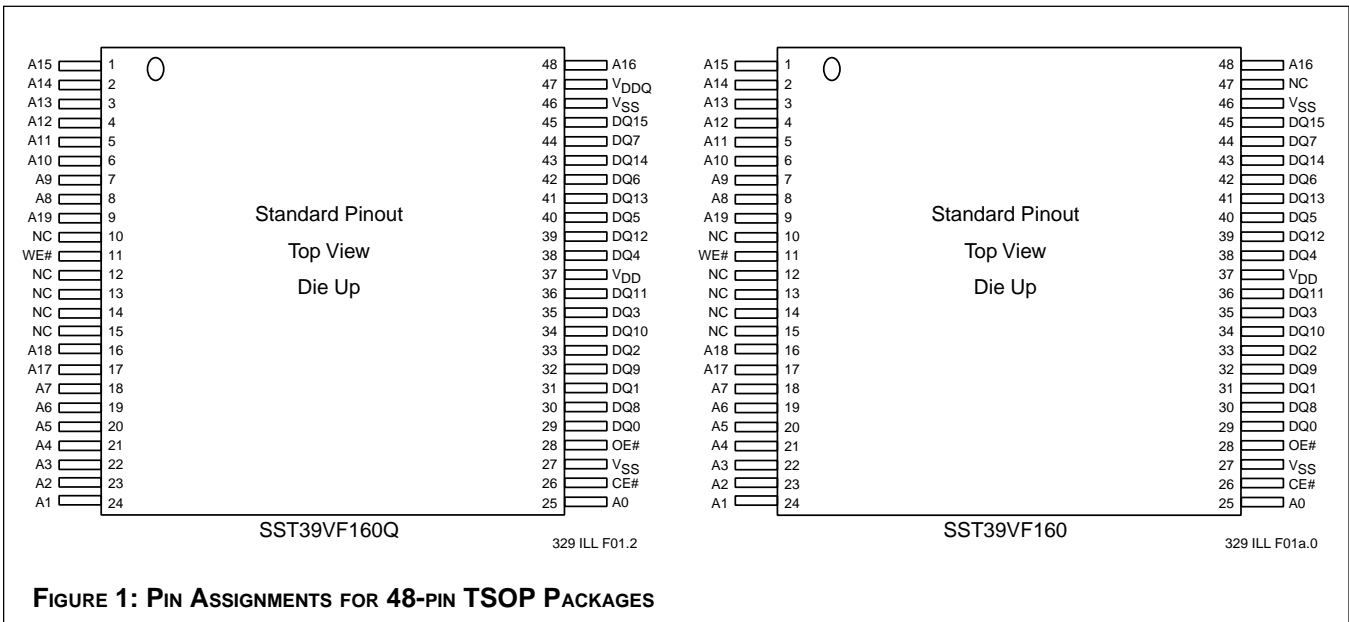 A15 1 48 A16
A14 2 47 VDDQ
A13 3 46 VSS
A12 4 45 DQ15
A11 5 44 DQ7
A10 6 43 DQ14
A9 7 42 DQ6
A8 8 41 DQ13
A19 9 40 DQ5
NC 10 39 DQ12
WE# 11 38 DQ4
NC 12 37 VDD
NC 13 36 DQ11
NC 14 35 DQ3
NC 15 34 DQ10
A18 16 33 DQ2
A17 17 32 DQ9
A7 18 31 DQ1
A6 19 30 DQ8
A5 20 29 DQ0
A4 21 28 OE#
A3 22 27 VSS
A2 23 26 CE#
A1 24 25 A0
Standard Pinout
Top View
Die Up
SST39VF160Q
329 ILL F01.2
A15 1 48 A16
A14 2 47 NC
A13 3 46 VSS
A12 4 45 DQ15
A11 5 44 DQ7
A10 6 43 DQ14
A9 7 42 DQ6
A8 8 41 DQ13
A19 9 40 DQ5
NC 10 39 DQ12
WE# 11 38 DQ4
NC 12 37 VDD
NC 13 36 DQ11
NC 14 35 DQ3
NC 15 34 DQ10
A18 16 33 DQ2
A17 17 32 DQ9
A7 18 31 DQ1
A6 19 30 DQ8
A5 20 29 DQ0
A4 21 28 OE#
A3 22 27 VSS
A2 23 26 CE#
A1 24 25 A0
Standard Pinout
Top View
Die Up
SST39VF160
329 ILL F01a.0
FIGURE 1: PIN ASSIGNMENTS FOR 48-PIN TSOP PACKAGES